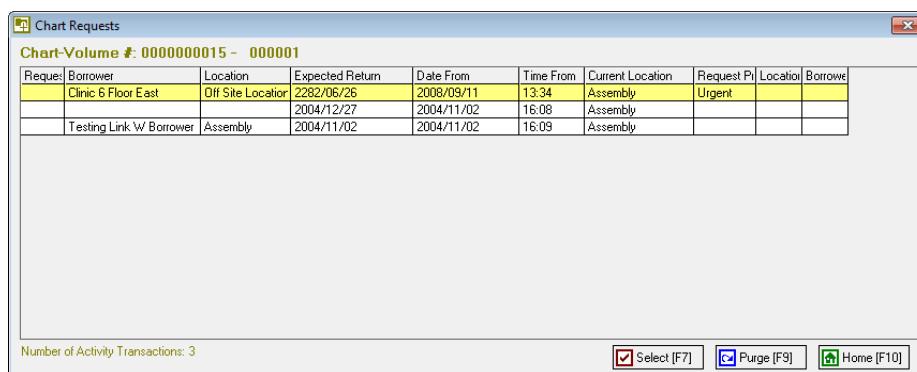 Chart Requests
Chart-Volume #: 0000000015 - 000001
Reques Borrower Location Expected Return Date From Time From Current Location Request Pr Location Borrowe
Clinic 6 Floor East Off Site Location 2282/06/26 2008/09/11 13:34 Assembly Urgent
2004/12/27 2004/11/02 16:08 Assembly
Testing Link W Borrower Assembly 2004/11/02 2004/11/02 16:09 Assembly
Number of Activity Transactions: 3
Select [F7] Purge [F9] Home [F10]